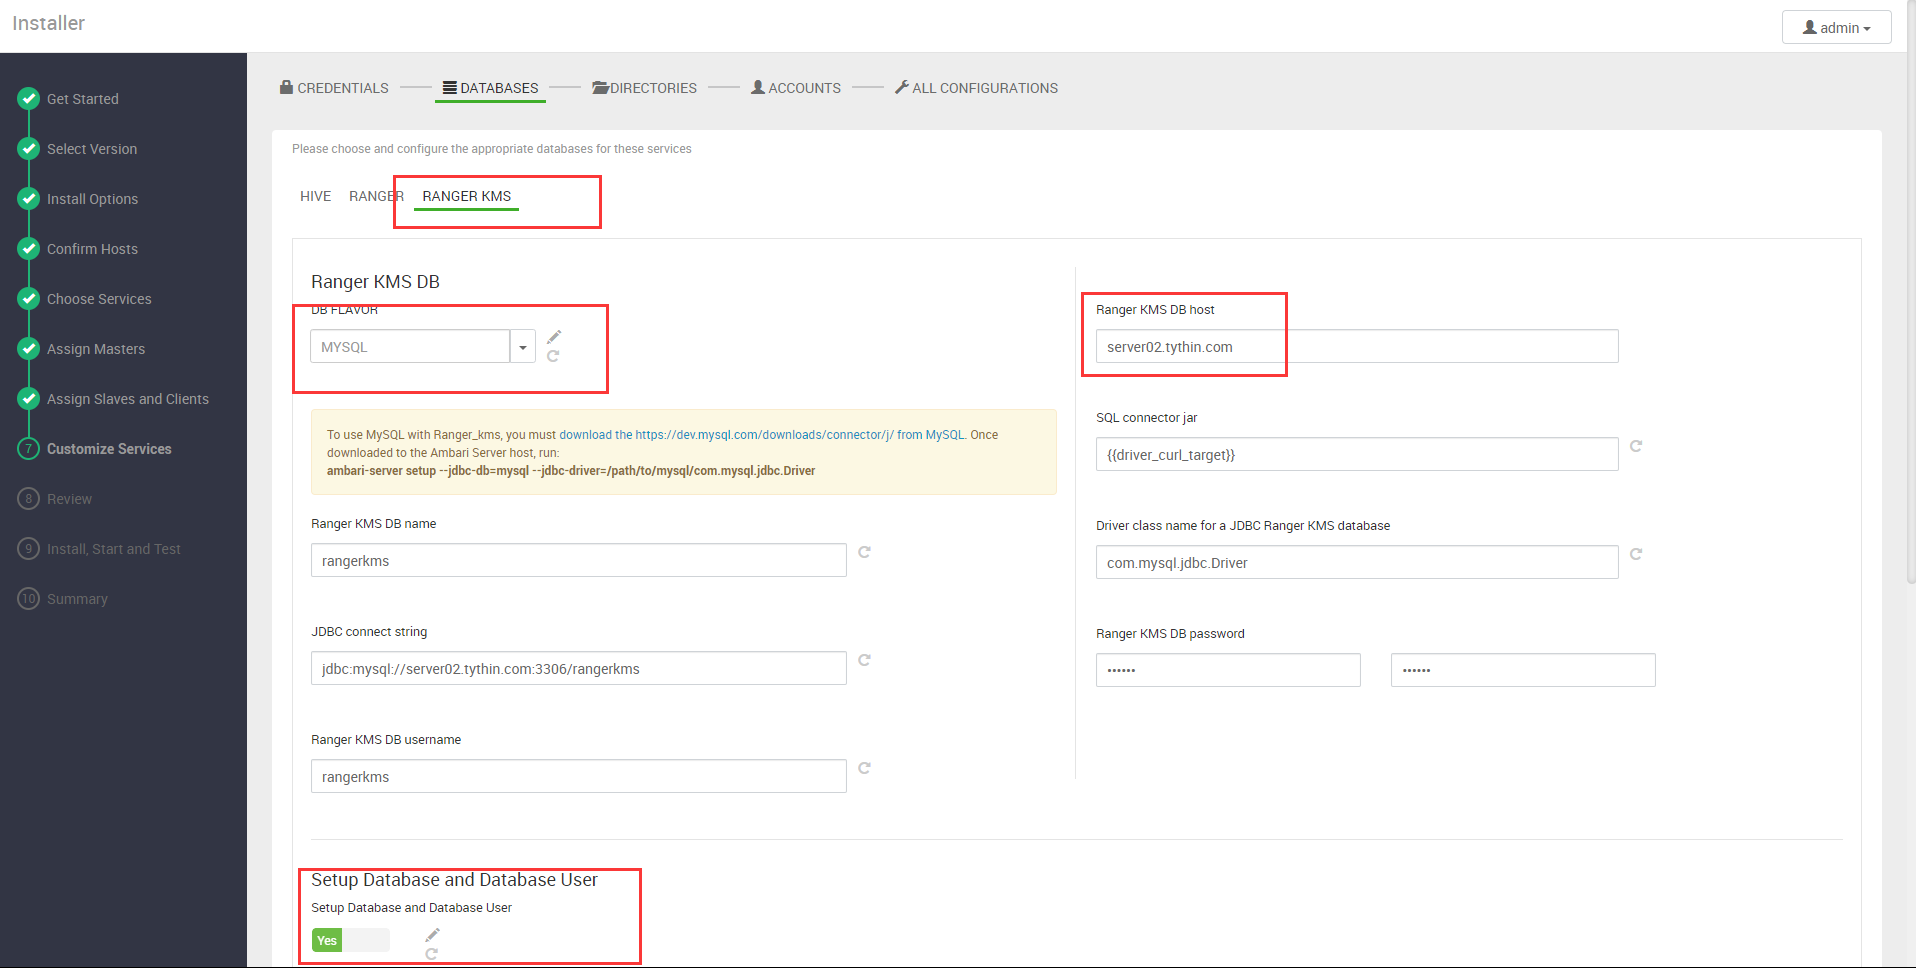 Installer
admin
Get Started
Select Version
Install Options
Confirm Hosts
Choose Services
Assign Masters
Assign Slaves and Clients
7 Customize Services
8 Review
9 Install, Start and Test
10 Summary
CREDENTIALS DATABASES DIRECTORIES ACCOUNTS ALL CONFIGURATIONS
Please choose and configure the appropriate databases for these services
HIVE RANGER RANGER KMS
Ranger KMS DB
DB FLAVOR
MYSQL
To use MySQL with Ranger_kms, you must download the https://dev.mysql.com/downloads/connector/j/ from MySQL. Once
downloaded to the Ambari Server host, run:
ambari-server setup --jdbc-db=mysql --jdbc-driver=/path/to/mysql/com.mysql.jdbc.Driver
Ranger KMS DB name
rangerkms
JDBC connect string
jdbc:mysql://server02.tythin.com:3306/rangerkms
Ranger KMS DB username
rangerkms
Ranger KMS DB host
server02.tythin.com
SQL connector jar
{{driver_curl_target}}
Driver class name for a JDBC Ranger KMS database
com.mysql.jdbc.Driver
Ranger KMS DB password
•••••• ••••••
Setup Database and Database User
Setup Database and Database User
Yes